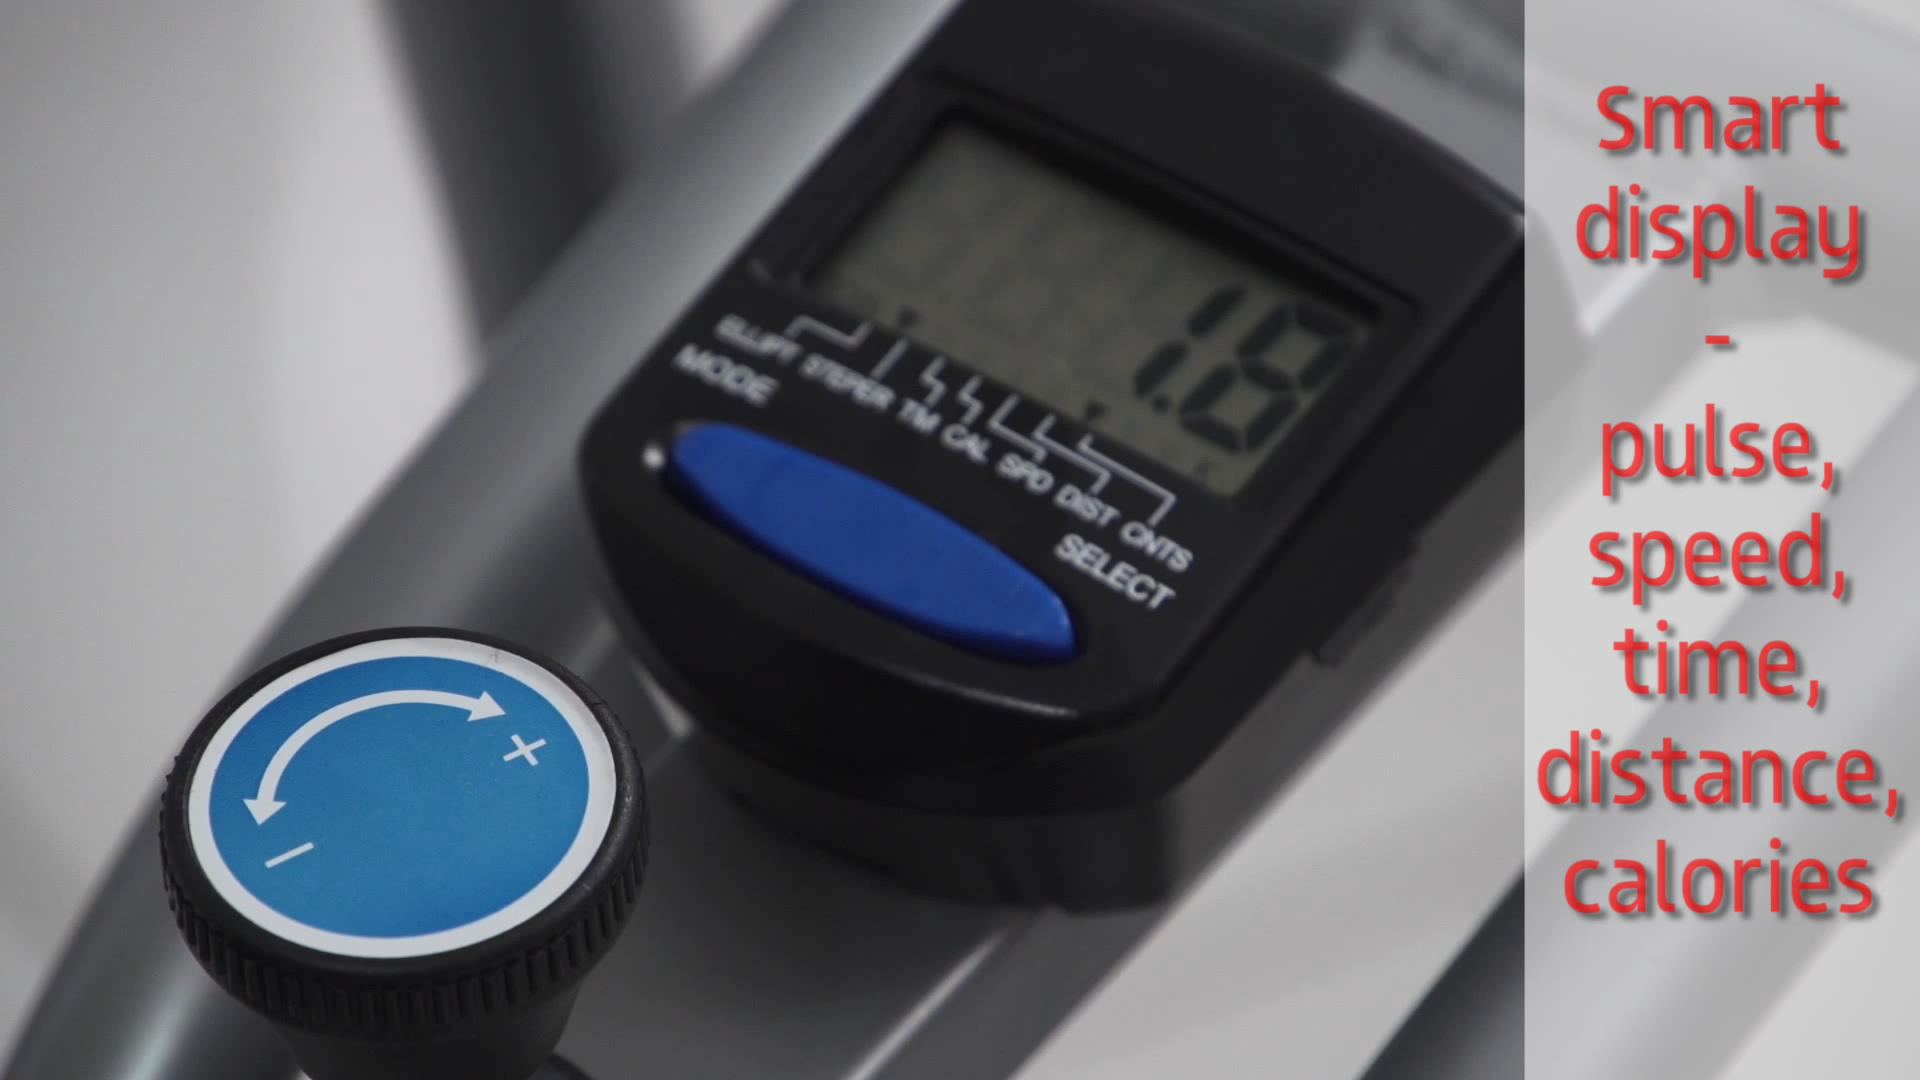 1.8
ELLIPT STEPER TM CAL SPD DIST CNTS
MODE
SELECT
+
-
Smart
display
-
pulse,
speed,
time,
distance,
calories